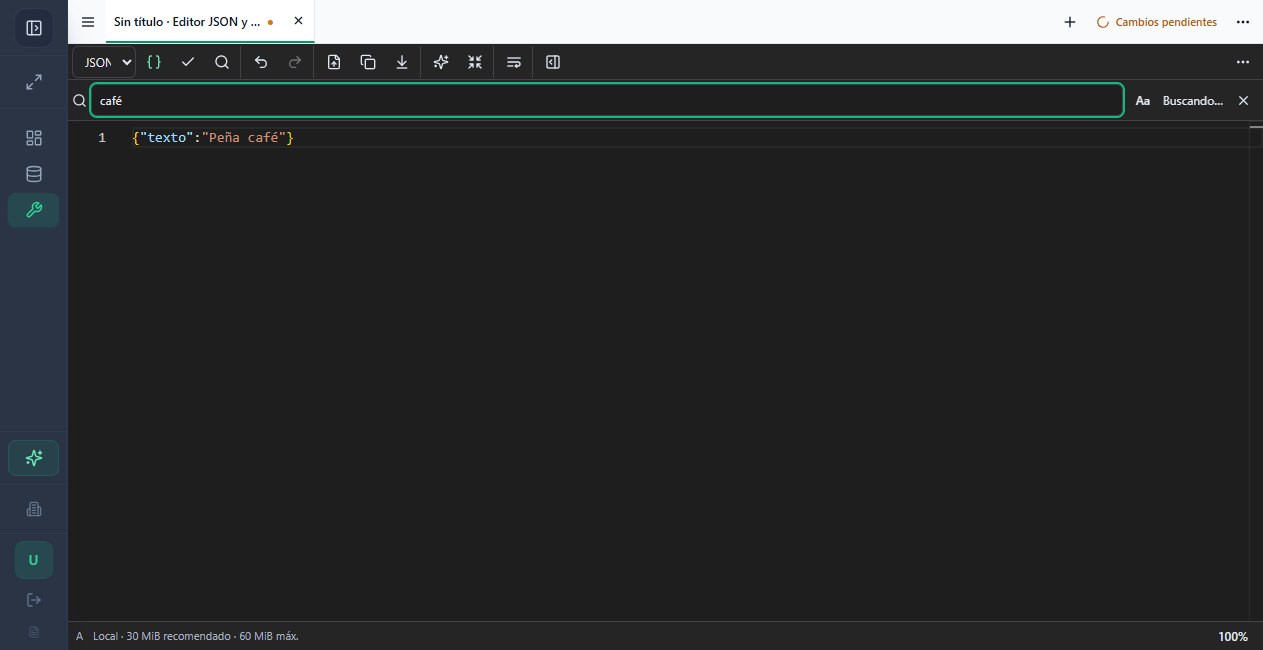 Sin título · Editor JSON y ...
Cambios pendientes
JSON
café
Aa
Buscando...
1
{"texto":"Peña café"}
U
A
Local · 30 MiB recomendado · 60 MiB máx.
100%